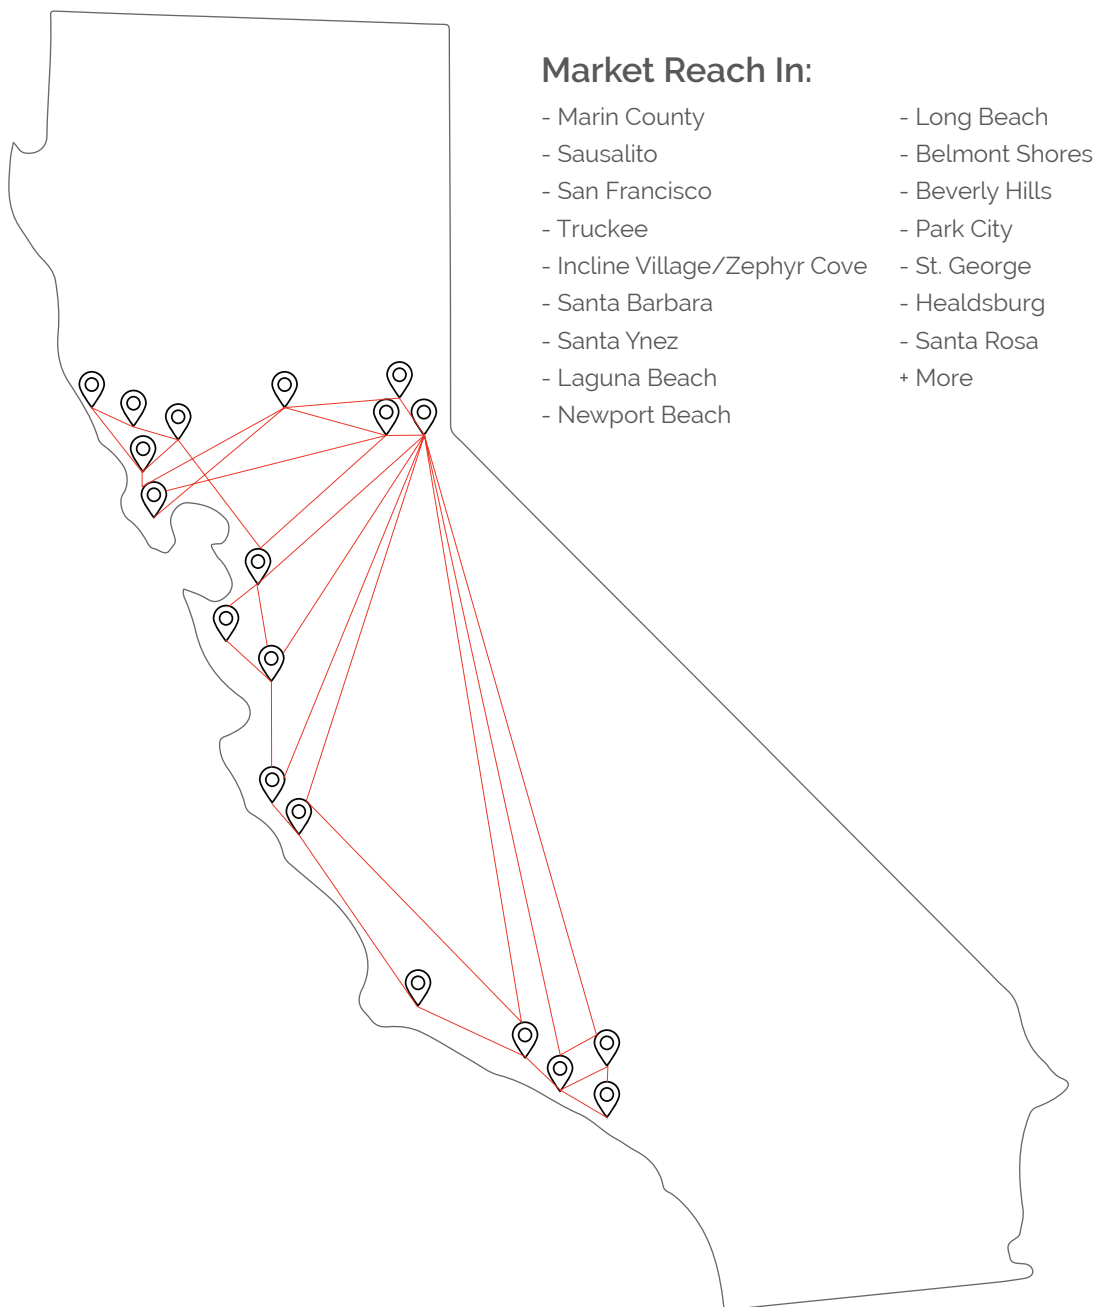 Market Reach In:
- Marin County
- Sausalito
- San Francisco
- Truckee
- Incline Village/Zephyr Cove
- Santa Barbara
- Santa Ynez
- Laguna Beach
- Newport Beach
- Long Beach
- Belmont Shores
- Beverly Hills
- Park City
- St. George
- Healdsburg
- Santa Rosa
+ More